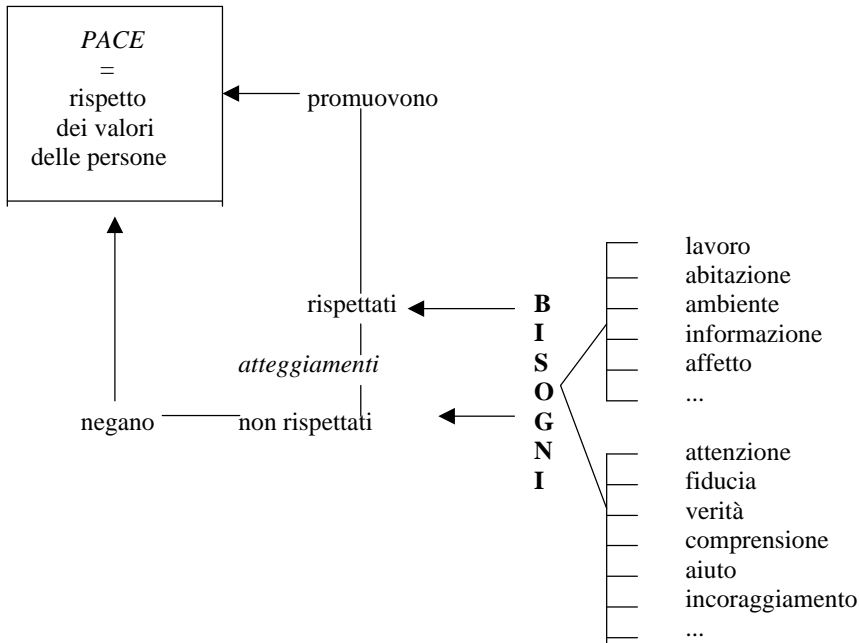 PACE
=
rispetto
dei valori
delle persone
promuovono
rispettati
atteggiamenti
negano
non rispettati
B
I
S
O
G
N
I
lavoro
abitazione
ambiente
informazione
affetto
...
attenzione
fiducia
verità
comprensione
aiuto
incoraggiamento
...